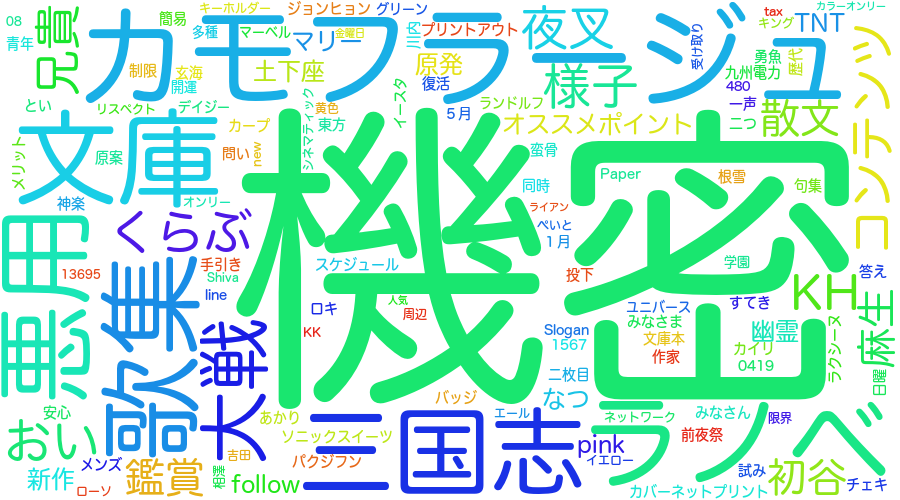 機密
カモフラージュ
文庫
悪用
歌集
大戦
三国志
ラノベ
くらぶ
おい
兄貴
夜叉
様子
TNT
散文
コンテンツ
KH
麻生
初谷
幽霊
なつ
pink
follow
鑑賞
新作
土下座
原発
マリー
オススメポイント
キーホルダー
ジョンヒョン
グリーン
カラーオンリー
tax
キング
08
簡易
多種
マーベル
金曜日
プリントアウト
川内
受け取り
青年
制限
玄海
開運
復活
勇魚
九州電力
歴代
480
とい
リスペクト
デイジー
シネマティック
黄色
東方
イースタ
5月
ランドルフ
一声
二つ
メリット
原案
カープ
問い
new
蛮骨
同時
Paper
根雪
句集
神楽
オンリー
ライアン
ぺいと
1月
13695
手引き
Shiva
line
スケジュール
投下
学園
答え
ロキ
人気
周辺
KK
Slogan
1567
ユニバース
みなさま
文庫本
作家
すてき
カイリ
0419
ラクシーヌ
日曜
二枚目
バッジ
エール
ネットワーク
みなさん
限界
安心
あかり
ソニックスイーツ
吉田
パクジフン
イエロー
前夜祭
試み
メンズ
ローソ
相澤
カバーネットプリント
チェキ